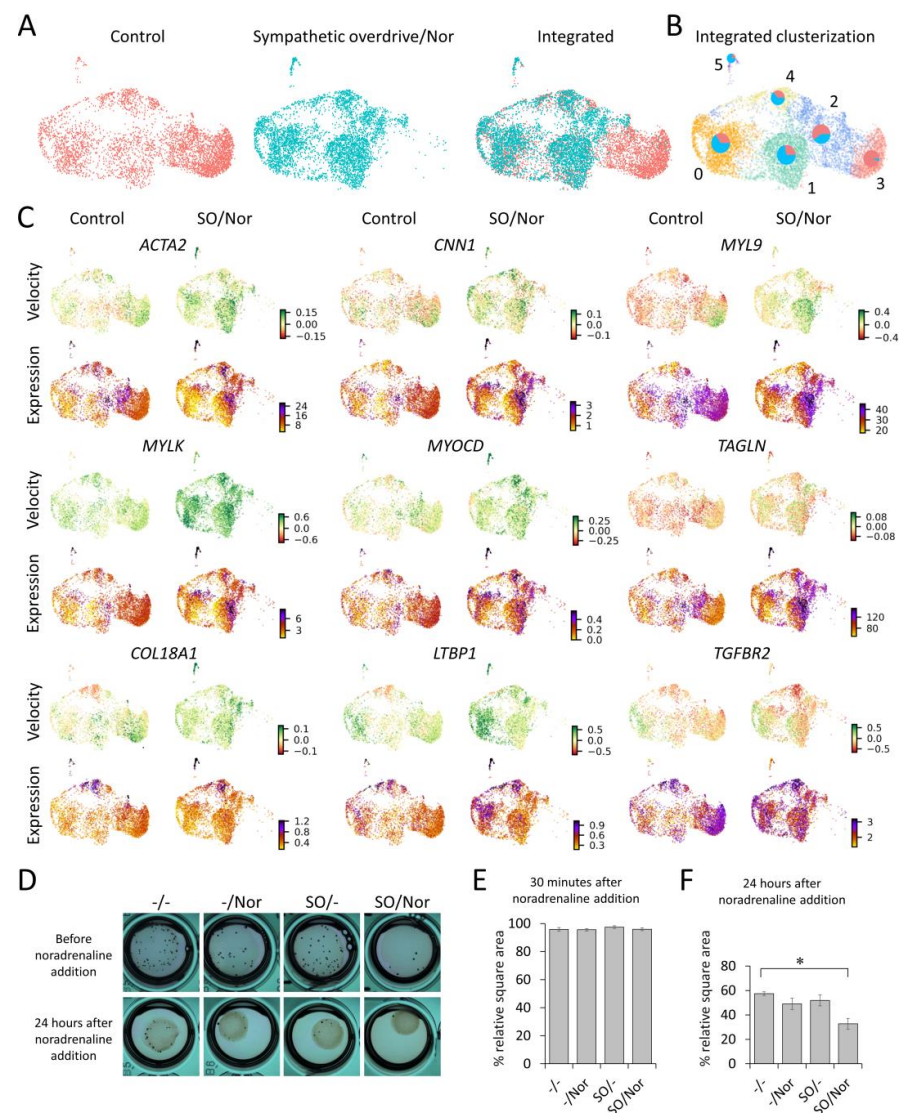 A
Control
Sympathetic overdrive/Nor
Integrated
B
Integrated clusterization
5
4
2
0
1
3
C
Control
SO/Nor
Control
SO/Nor
Control
SO/Nor
ACTA2
CNN1
MYL9
Velocity
0.15
0.00
−0.15
0.1
0.0
−0.1
0.4
0.0
−0.4
Expression
24
16
8
3
2
1
40
30
20
MYLK
MYOCD
TAGLN
Velocity
0.6
0.0
−0.6
0.25
0.00
−0.25
0.08
0.00
−0.08
Expression
6
3
0.4
0.2
0.0
120
80
COL18A1
LTBP1
TGFBR2
Velocity
0.1
0.0
−0.1
0.5
0.0
−0.5
0.5
0.0
−0.5
Expression
1.2
0.8
0.4
0.9
0.6
0.3
3
2
D
-/-
-/Nor
SO/-
SO/Nor
Before
noradrenaline
addition
24 hours after
noradrenaline
addition
E
30 minutes after
noradrenaline addition
% relative square area
100
80
60
40
20
0
-/-
-/Nor
SO/-
SO/Nor
F
24 hours after
noradrenaline addition
% relative square area
80
60
40
20
0
*
-/-
-/Nor
SO/-
SO/Nor